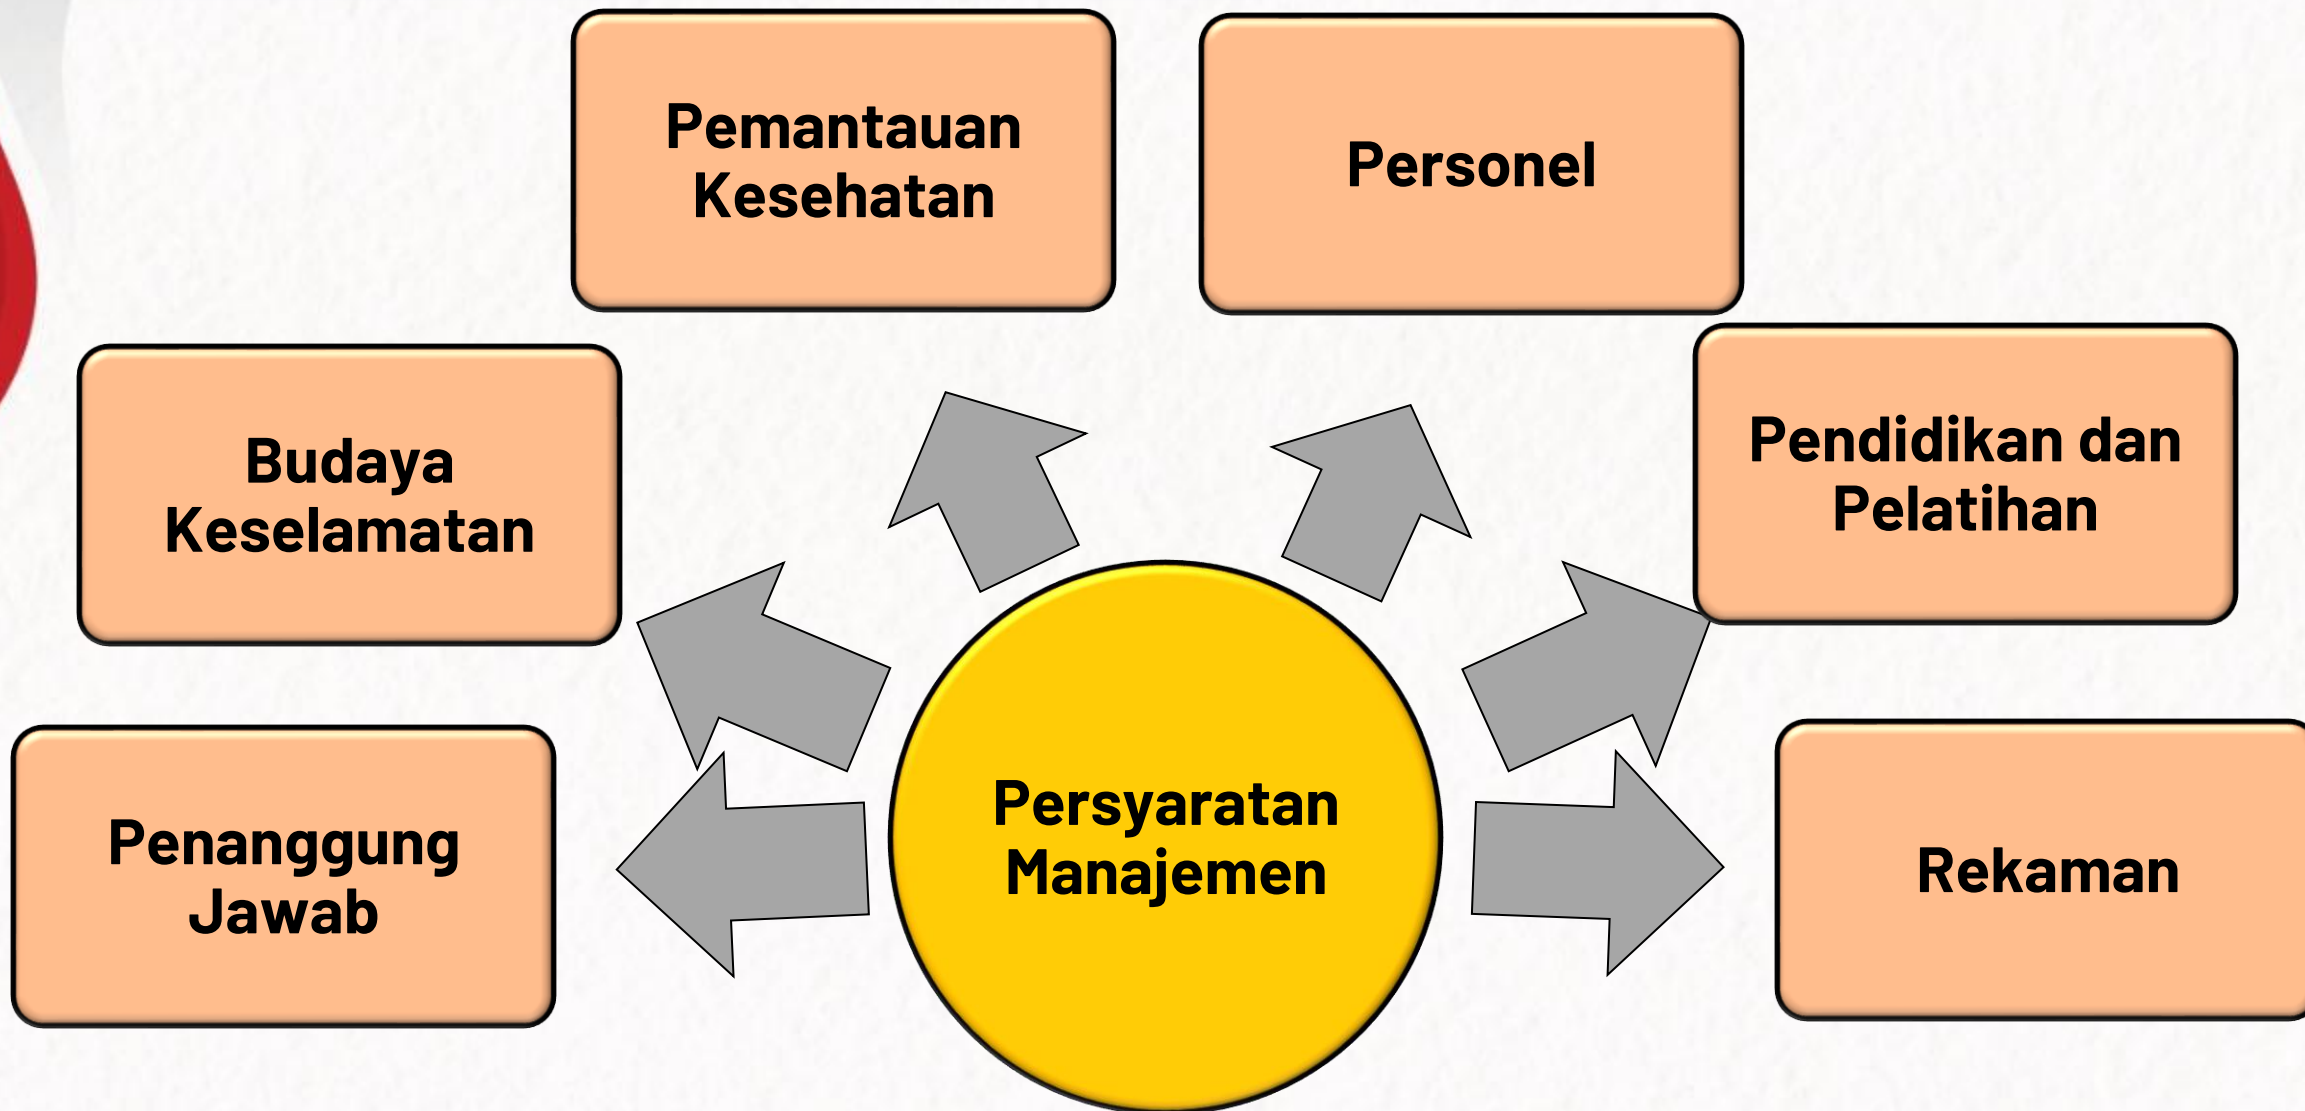 Pemantauan
Kesehatan
Personel
Budaya
Keselamatan
Pendidikan dan
Pelatihan
Penanggung
Jawab
Persyaratan
Manajemen
Rekaman